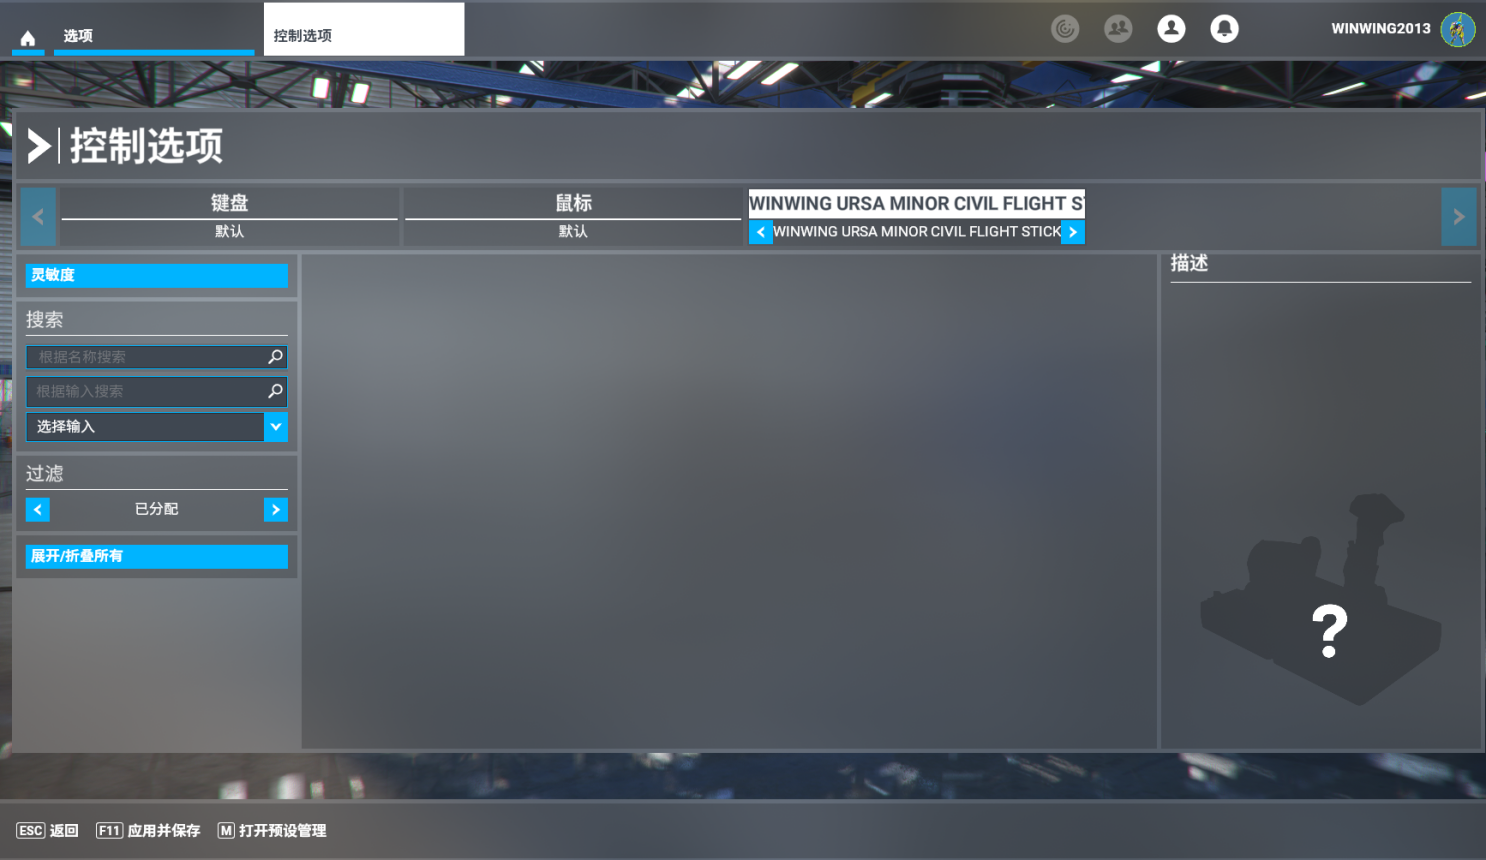 选项
控制选项
WINWING2013
控制选项
键盘
鼠标
WINWING URSA MINOR CIVIL FLIGHT S
默认
默认
WINWING URSA MINOR CIVIL FLIGHT STICK
灵敏度
描述
搜索
根据名称搜索
根据输入搜索
选择输入
过滤
已分配
展开/折叠所有
?
ESC 返回 F11 应用并保存 M 打开预设管理